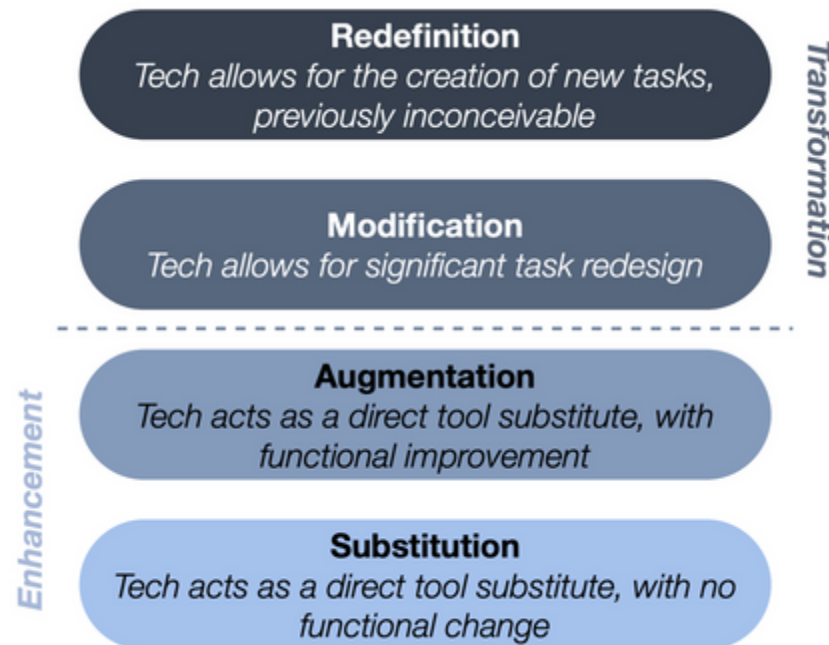 Redefinition
Tech allows for the creation of new tasks,
previously inconceivable
Transformation
Modification
Tech allows for significant task redesign
Enhancement
Augmentation
Tech acts as a direct tool substitute, with
functional improvement
Substitution
Tech acts as a direct tool substitute, with no
functional change